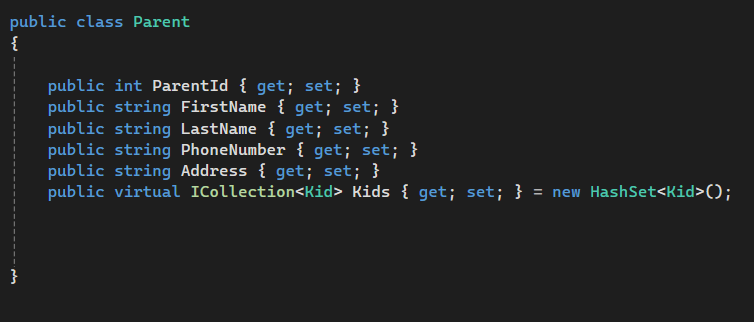 public class Parent
{
public int ParentId { get; set; }
public string FirstName { get; set; }
public string LastName { get; set; }
public string PhoneNumber { get; set; }
public string Address { get; set; }
public virtual ICollection<Kid> Kids { get; set; } = new HashSet<Kid>();
}